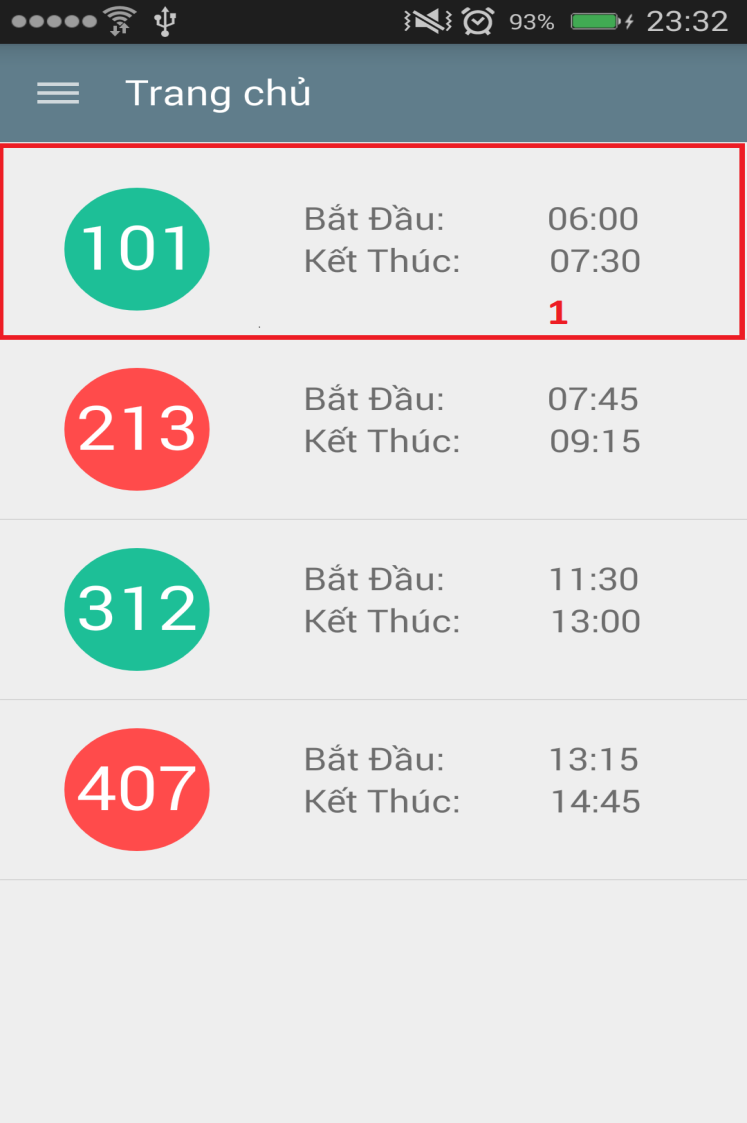 93% 23:32
Trang chủ
101
Bắt Đầu: 06:00
Kết Thúc: 07:30
1
213
Bắt Đầu: 07:45
Kết Thúc: 09:15
312
Bắt Đầu: 11:30
Kết Thúc: 13:00
407
Bắt Đầu: 13:15
Kết Thúc: 14:45